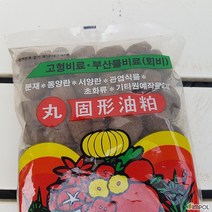 고형비료·부산물비료(퇴비)
분재 · 동양란 · 서양란 · 관엽식물
초화류 · 기타원예작물
丸 固形油粕